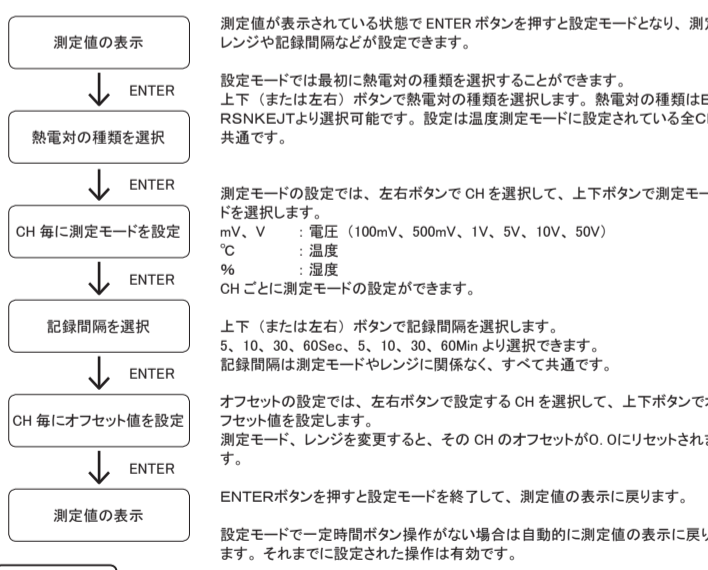 測定値の表示
測定値が表示されている状態で ENTER ボタンを押すと設定モードとなり、測
レンジや記録間隔などが設定できます。
ENTER
熱電対の種類を選択
設定モードでは最初に熱電対の種類を選択することができます。
上下（または左右）ボタンで熱電対の種類を選択します。熱電対の種類は
RSNKEJTより選択可能です。設定は温度測定モードに設定されている全C
共通です。
ENTER
CH 毎に測定モードを設定
測定モードの設定では、左右ボタンで CH を選択して、上下ボタンで測定モー
ドを選択します。
mV、V ：電圧（100mV、500mV、1V、5V、10V、50V）
℃ ：温度
% ：湿度
CH ごとに測定モードの設定ができます。
ENTER
記録間隔を選択
上下（または左右）ボタンで記録間隔を選択します。
5、10、30、60Sec、5、10、30、60Min より選択できます。
記録間隔は測定モードやレンジに関係なく、すべて共通です。
ENTER
CH 毎にオフセット値を設定
オフセットの設定では、左右ボタンで設定する CH を選択して、上下ボタンで
フセット値を設定します。
測定モード、レンジを変更すると、その CH のオフセットが0.0にリセットされ
す。
ENTER
測定値の表示
ENTERボタンを押すと設定モードを終了して、測定値の表示に戻ります。
設定モードで一定時間ボタン操作がない場合は自動的に測定値の表示に戻り
ます。それまでに設定された操作は有効です。